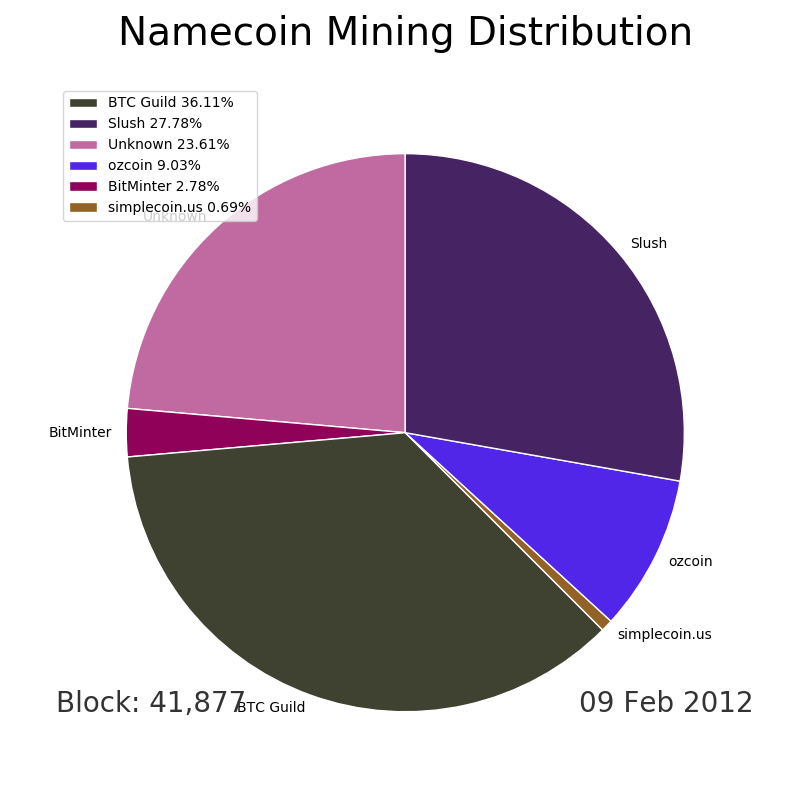 Namecoin Mining Distribution
BTC Guild 36.11%
Slush 27.78%
Unknown 23.61%
ozcoin 9.03%
BitMinter 2.78%
simplecoin.us 0.69%
Unknown
Slush
BitMinter
ozcoin
simplecoin.us
BTC Guild
Block: 41,877
09 Feb 2012